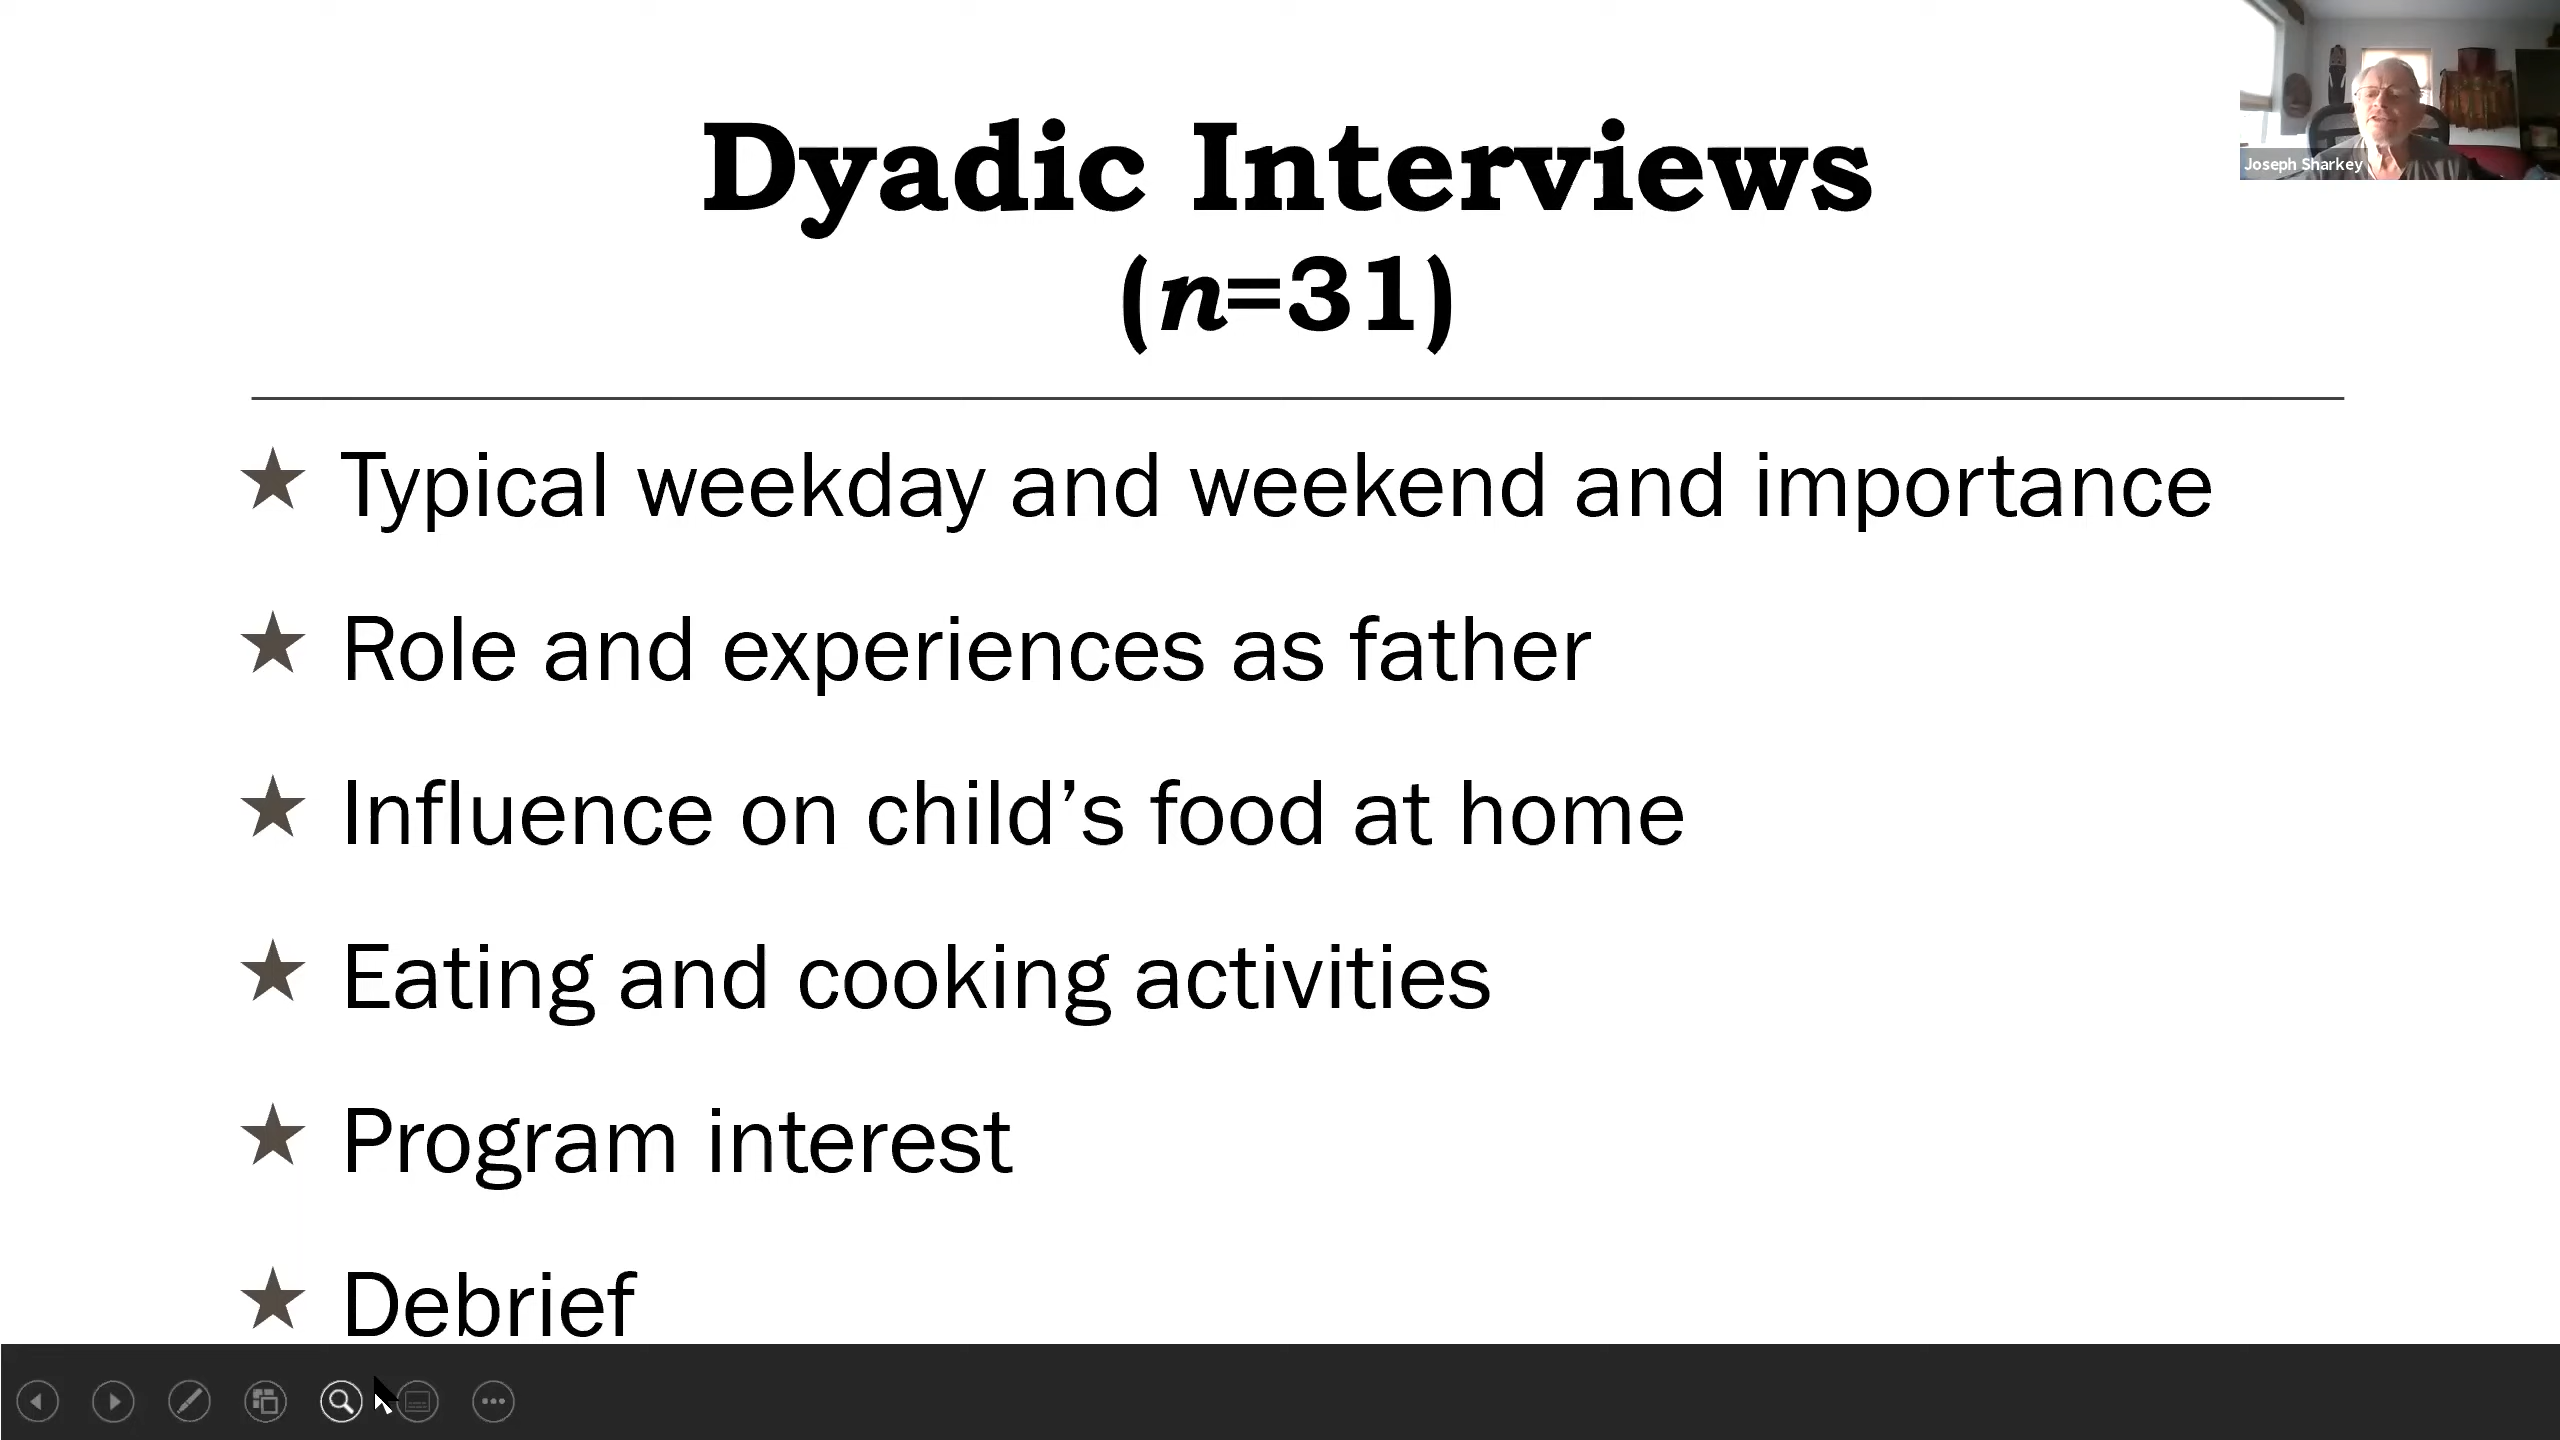 Dyadic Interviews
(n=31)
Joseph Sharkey
★ Typical weekday and weekend and importance
★ Role and experiences as father
★ Influence on child’s food at home
★ Eating and cooking activities
★ Program interest
★ Debrief